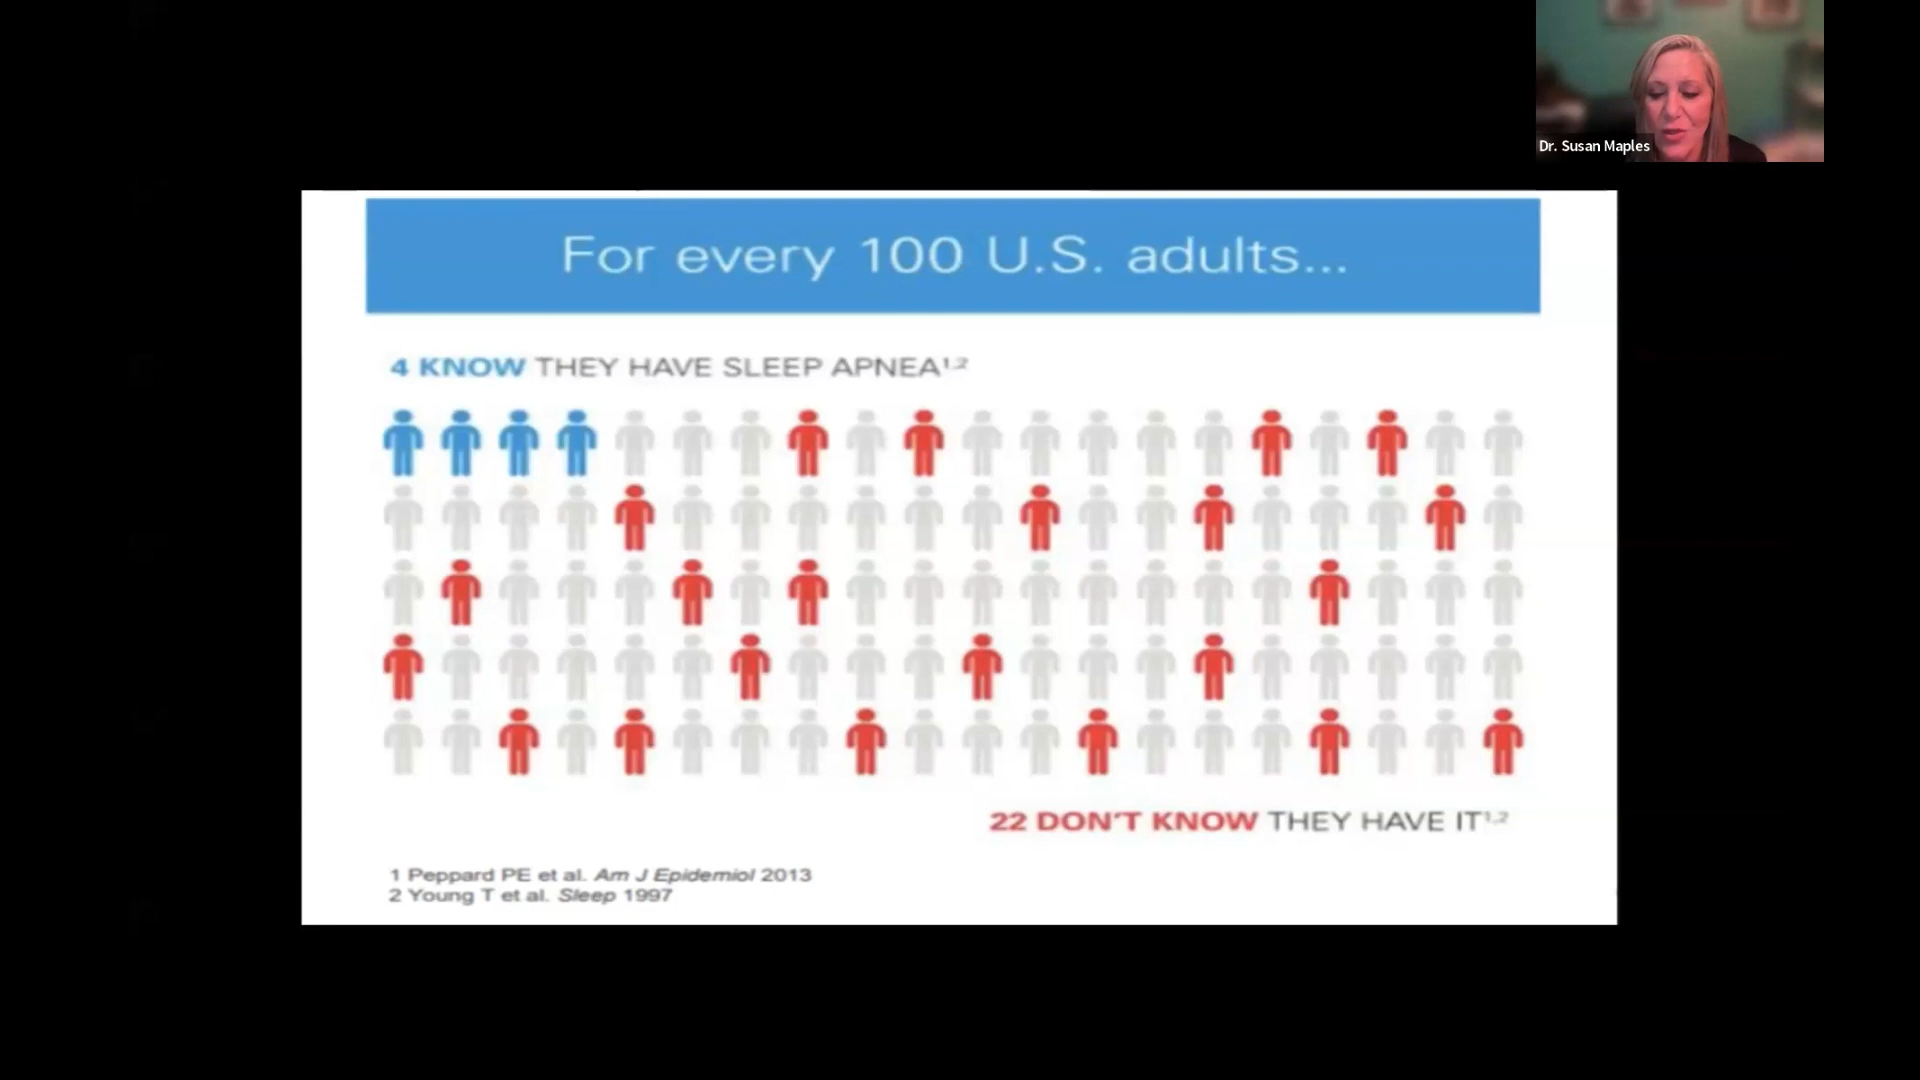 Dr. Susan Maples
For every 100 U.S. adults...
4 KNOW THEY HAVE SLEEP APNEA¹,²
22 DON'T KNOW THEY HAVE IT¹,²
1 Peppard PE et al. Am J Epidemiol 2013
2 Young T et al. Sleep 1997